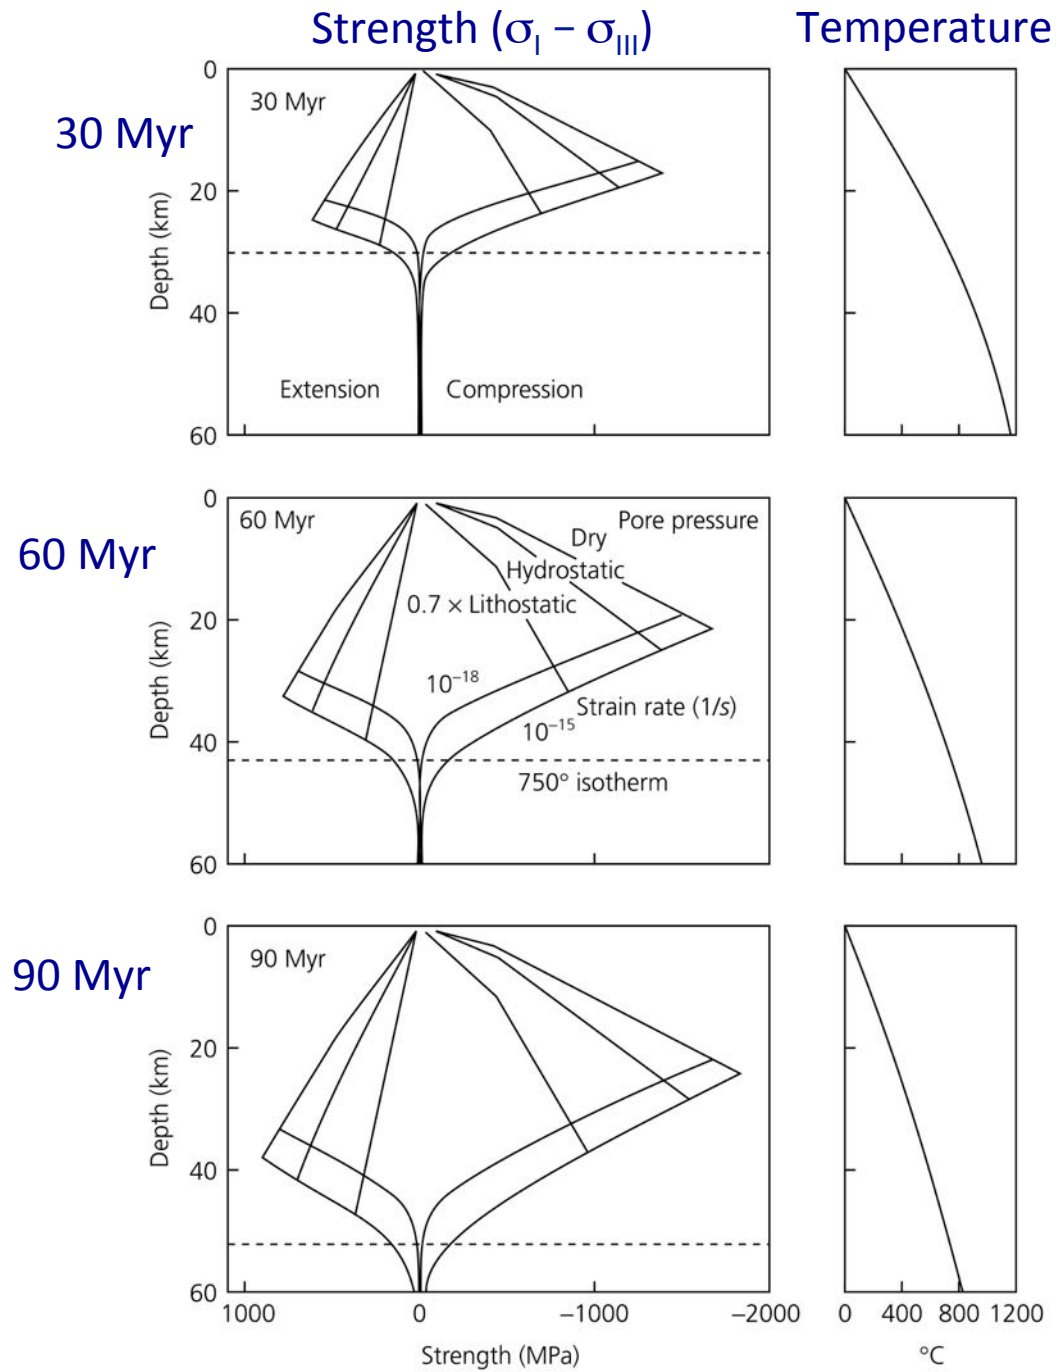 Strength (σI − σIII) Temperature
30 Myr
0
20
40
60
Depth (km)
30 Myr
Extension Compression
60 Myr
0
20
40
60
Depth (km)
60 Myr Pore pressure
Dry
Hydrostatic
0.7 × Lithostatic
10−18
Strain rate (1/s)
10−15
750° isotherm
90 Myr
0
20
40
60
Depth (km)
90 Myr
1000 0 −1000 −2000
Strength (MPa)
0 400 800 1200
°C